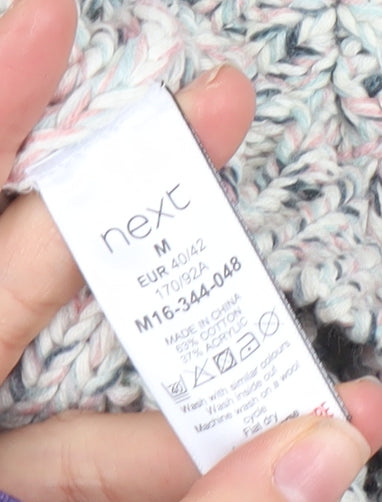 next
M
EUR 40/42
170/92A
M16-344-048
MADE IN CHINA
63% COTTON
37% ACRYLIC
Wash with similar colours
Wash inside out
Machine wash on a wool
cycle
Flat dry